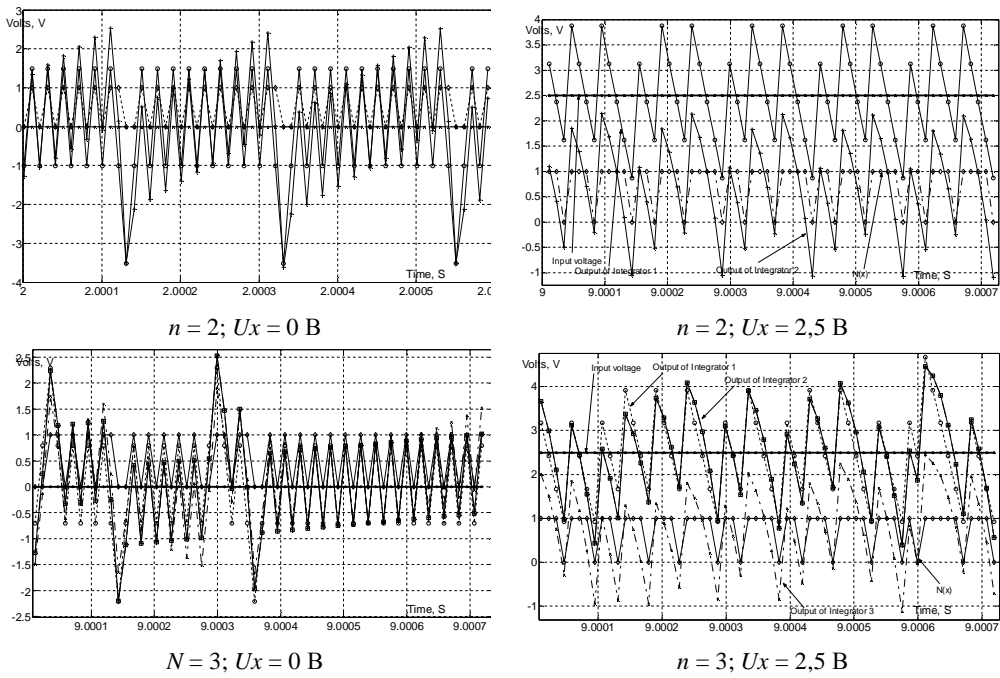 Volts, V
3
2
1
0
-1
-2
-3
-4
2 2.0001 2.0002 2.0003 2.0004 2.0005 2.0
Time, S
n = 2; Ux = 0 B
Volts, V
4
3.5
3
2.5
2
1.5
1
0.5
0
-0.5
-1
Input voltage
Output of Integrator 1
Output of Integrator 2
N(x)
Time, S
9 9.0001 9.0002 9.0003 9.0004 9.0005 9.0006 9.0007
n = 2; Ux = 2,5 B
Volts, V
2.5
2
1.5
1
0.5
0
-0.5
-1
-1.5
-2
-2.5
Time, S
9.0001 9.0002 9.0003 9.0004 9.0005 9.0006 9.0007
N = 3; Ux = 0 B
Volts, V
Input voltage
Output of Integrator 1
Output of Integrator 2
4
3
2
1
0
-1
Output of Integrator 3
N(x)
Time, S
9.0001 9.0002 9.0003 9.0004 9.0005 9.0006 9.0007
n = 3; Ux = 2,5 B